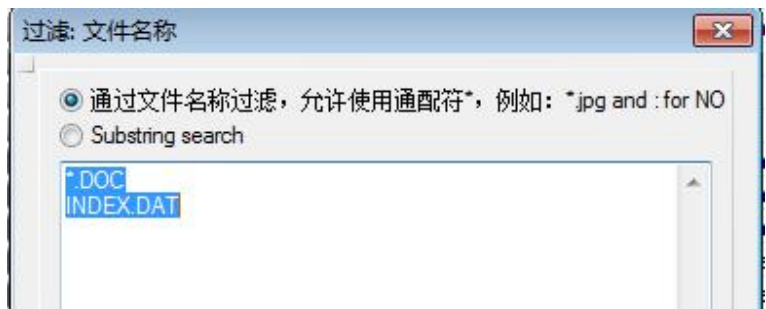 过滤: 文件名称
通过文件名称过滤，允许使用通配符*，例如：*.jpg and : for NO
Substring search
*.DOC
INDEX.DAT